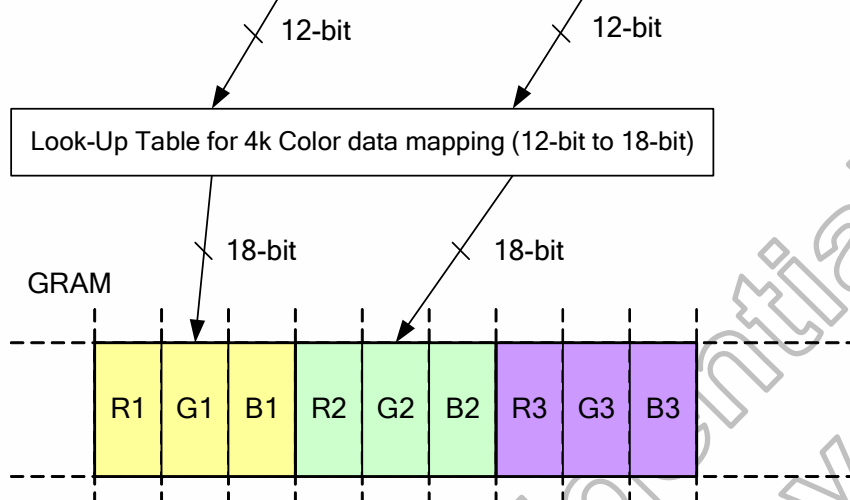 12-bit 12-bit
Look-Up Table for 4k Color data mapping (12-bit to 18-bit)
18-bit 18-bit
GRAM
R1 G1 B1 R2 G2 B2 R3 G3 B3